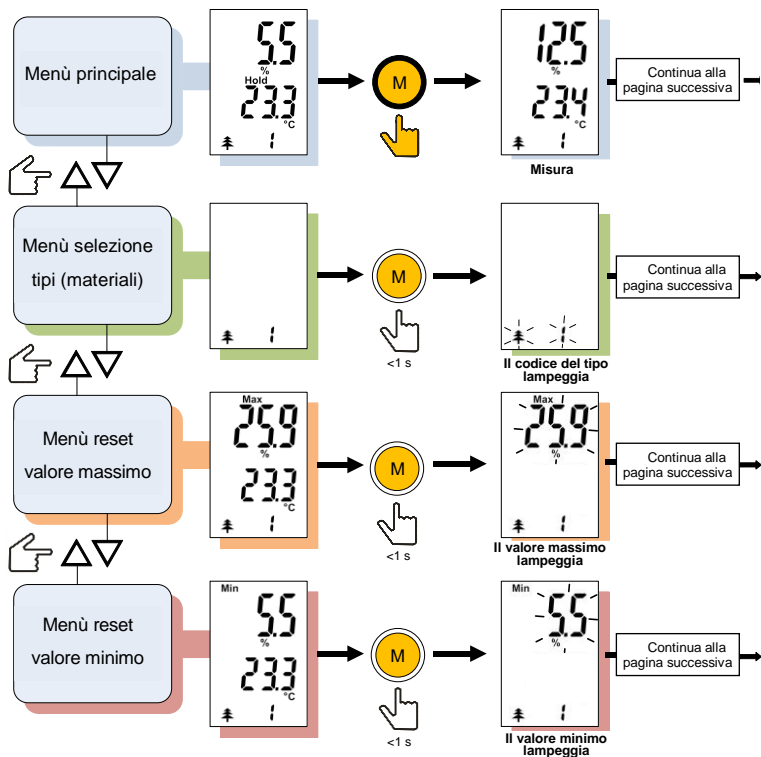 Menù principale
5.5
%
Hold
23.3
°C
1
M
12.5
%
23.4
°C
1
Misura
Continua alla
pagina successiva
Menù selezione
tipi (materiali)
1
M
<1 s
1
Il codice del tipo
lampeggia
Continua alla
pagina successiva
Menù reset
valore massimo
Max
25.9
%
23.3
°C
1
M
<1 s
Max
25.9
%
1
Il valore massimo
lampeggia
Continua alla
pagina successiva
Menù reset
valore minimo
Min
5.5
%
23.3
°C
1
M
<1 s
Min
5.5
%
1
Il valore minimo
lampeggia
Continua alla
pagina successiva